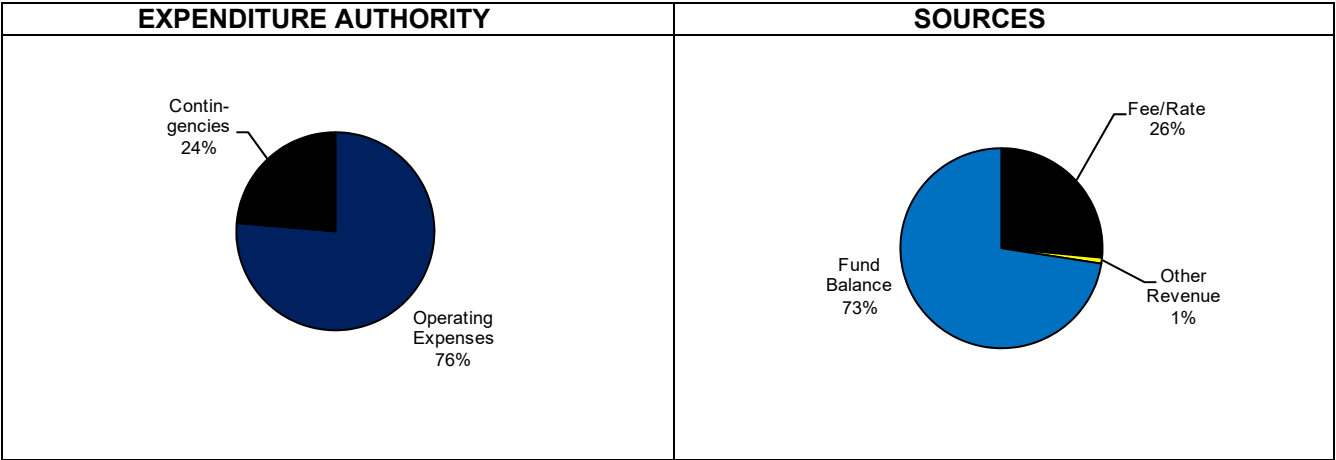 EXPENDITURE AUTHORITY
Contin-
gencies
24%
Operating
Expenses
76%
SOURCES
Fee/Rate
26%
Fund
Balance
73%
Other
Revenue
1%